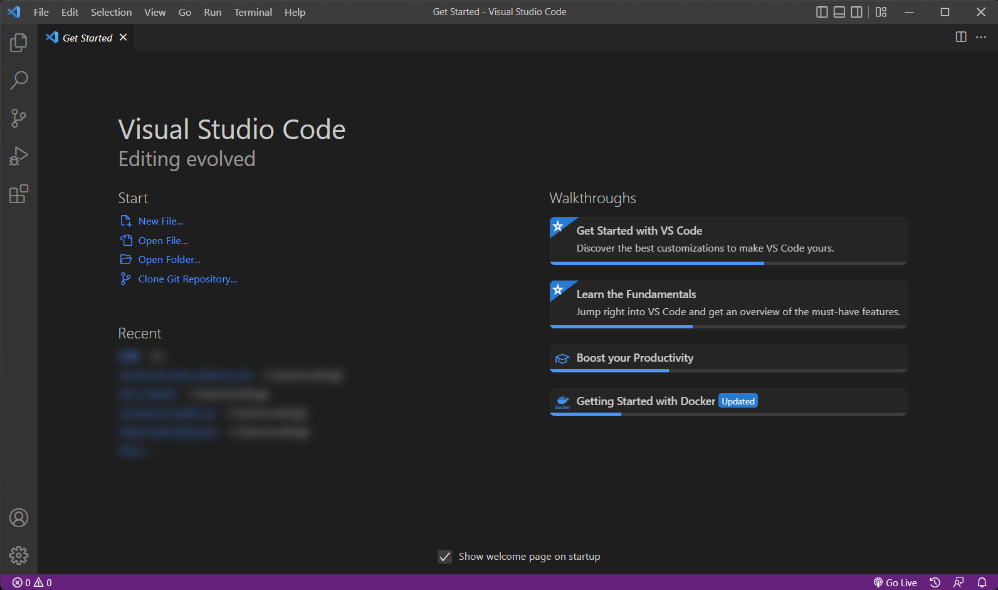 File Edit Selection View Go Run Terminal Help
Get Started - Visual Studio Code
Get Started
Visual Studio Code
Editing evolved
Start
New File...
Open File...
Open Folder...
Clone Git Repository...
Recent
Walkthroughs
Get Started with VS Code
Discover the best customizations to make VS Code yours.
Learn the Fundamentals
Jump right into VS Code and get an overview of the must-have features.
Boost your Productivity
docker
Getting Started with Docker Updated
Show welcome page on startup
0 0
Go Live